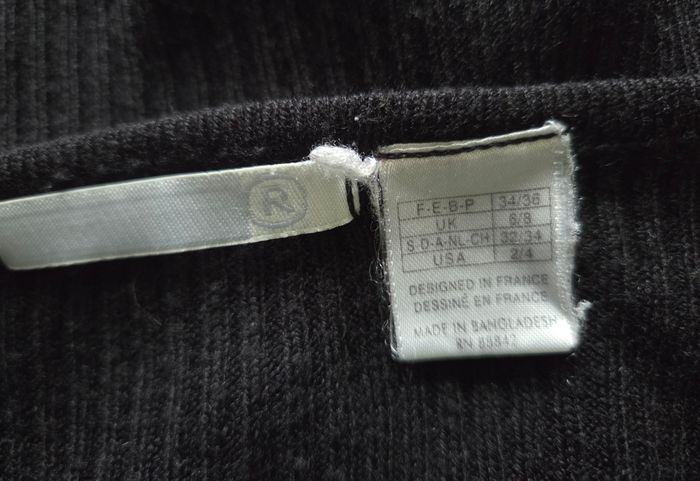 ®
F-E-B-P 34/36
UK 6/8
S-D-A-NL-CH 32/34
USA 2/4
DESIGNED IN FRANCE
DESSINÉ EN FRANCE
MADE IN BANGLADESH
RN 88842